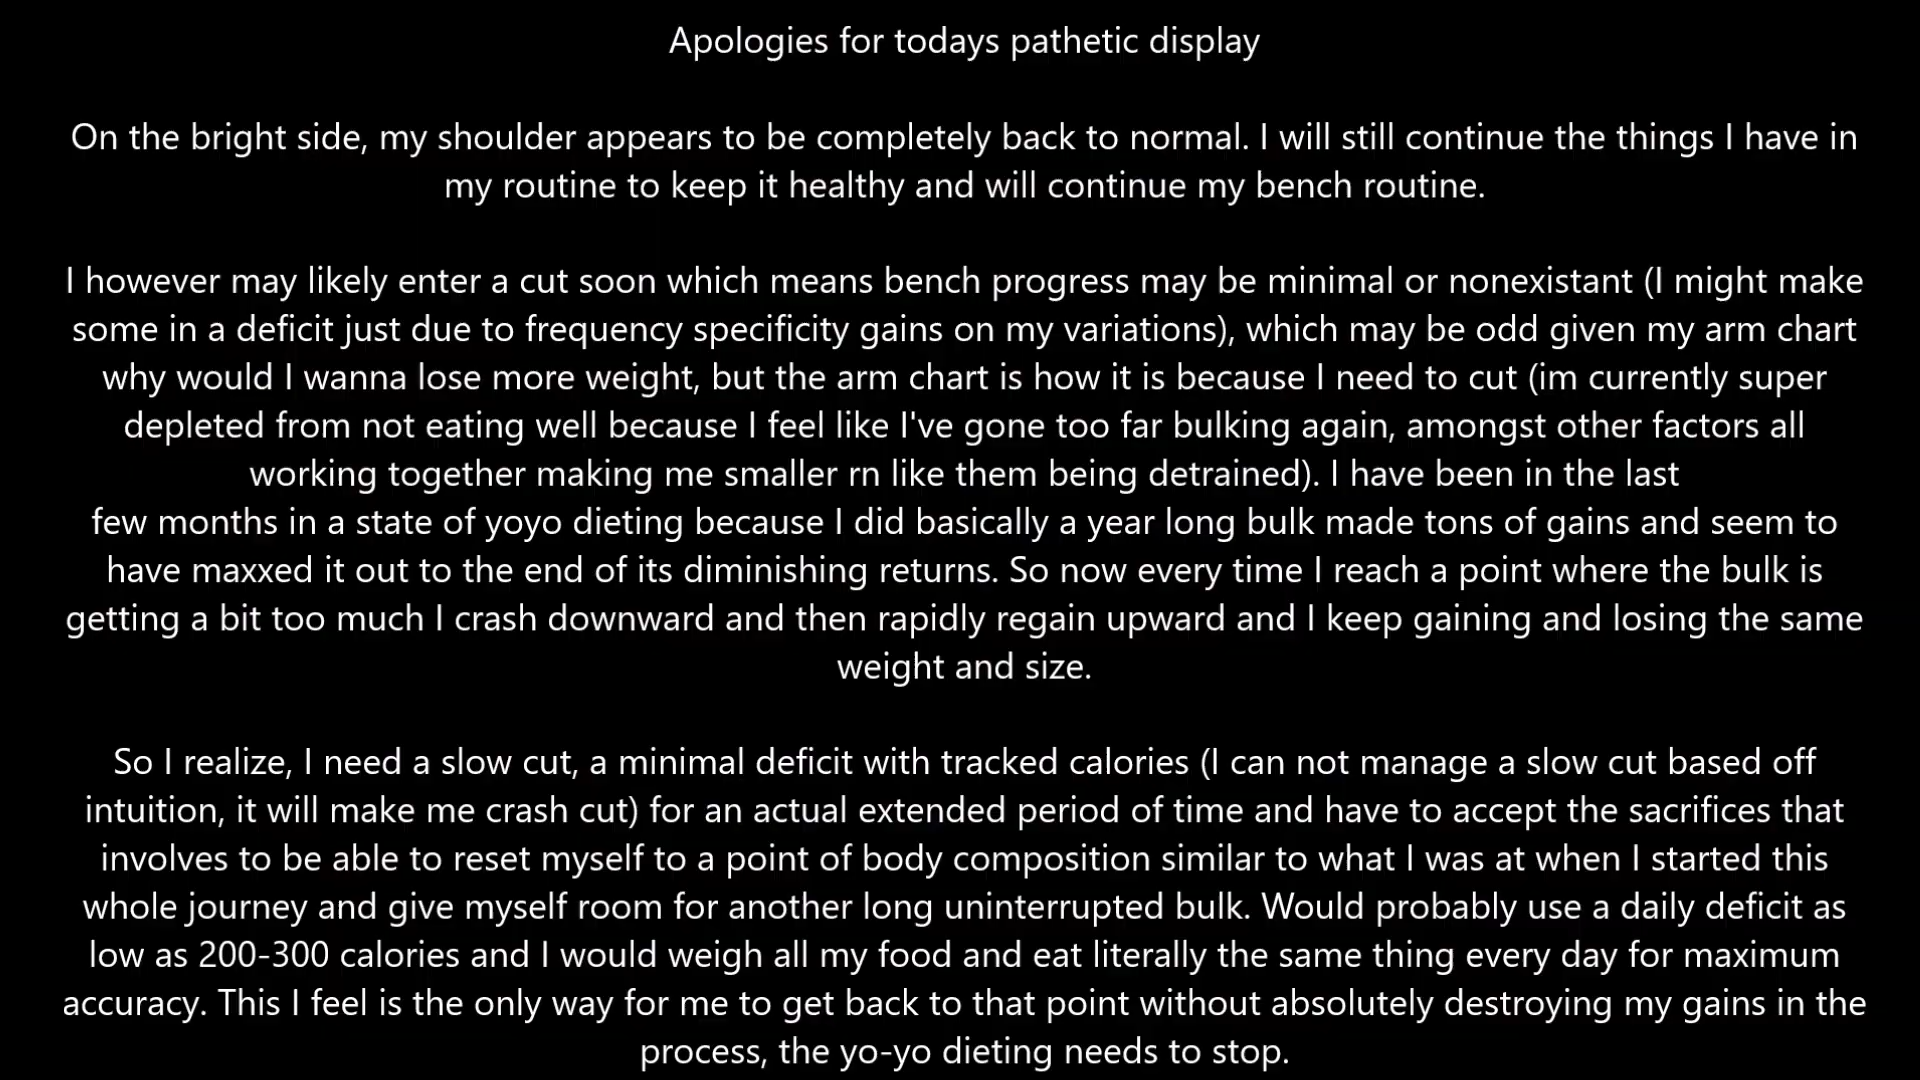 Apologies for todays pathetic display
On the bright side, my shoulder appears to be completely back to normal. I will still continue the things I have in
my routine to keep it healthy and will continue my bench routine.
I however may likely enter a cut soon which means bench progress may be minimal or nonexistant (I might make
some in a deficit just due to frequency specificity gains on my variations), which may be odd given my arm chart
why would I wanna lose more weight, but the arm chart is how it is because I need to cut (im currently super
depleted from not eating well because I feel like I've gone too far bulking again, amongst other factors all
working together making me smaller rn like them being detrained). I have been in the last
few months in a state of yoyo dieting because I did basically a year long bulk made tons of gains and seem to
have maxxed it out to the end of its diminishing returns. So now every time I reach a point where the bulk is
getting a bit too much I crash downward and then rapidly regain upward and I keep gaining and losing the same
weight and size.
So I realize, I need a slow cut, a minimal deficit with tracked calories (I can not manage a slow cut based off
intuition, it will make me crash cut) for an actual extended period of time and have to accept the sacrifices that
involves to be able to reset myself to a point of body composition similar to what I was at when I started this
whole journey and give myself room for another long uninterrupted bulk. Would probably use a daily deficit as
low as 200-300 calories and I would weigh all my food and eat literally the same thing every day for maximum
accuracy. This I feel is the only way for me to get back to that point without absolutely destroying my gains in the
process, the yo-yo dieting needs to stop.